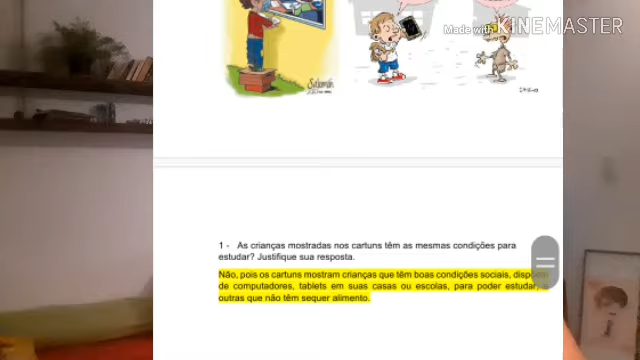 Made with KINEMASTER
Salomón
1 - As crianças mostradas nos cartuns têm as mesmas condições para
estudar? Justifique sua resposta.
Não, pois os cartuns mostram crianças que têm boas condições sociais,
de computadores, tablets em suas casas ou escolas, para poder estudar,
outras que não têm sequer alimento.